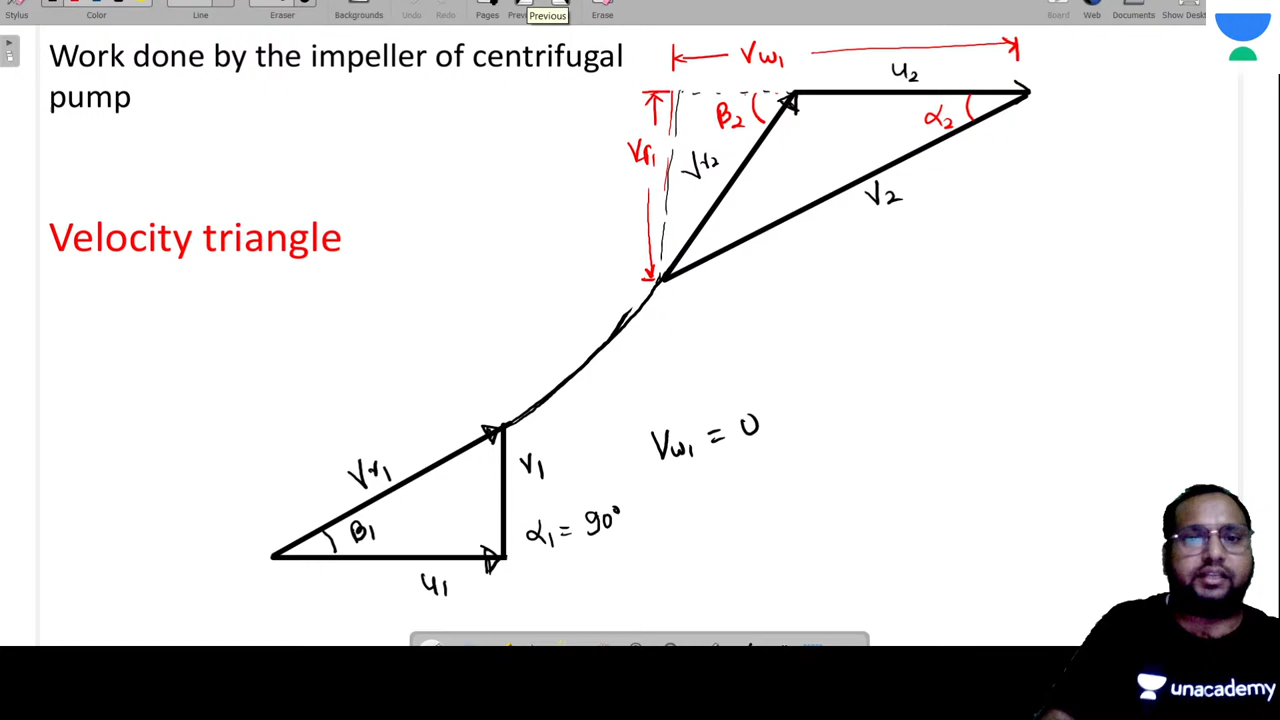 Stylus Color Line Eraser Backgrounds Undo Redo Pages Previous Erase Board Web Documents Show Desk
Previous
Work done by the impeller of centrifugal
pump
Velocity triangle
Vw1
u2
β2
α2
Vf1
Vr2
V2
Vw1 = 0
Vr1
V1
β1
α1 = 90°
u1
unacademy